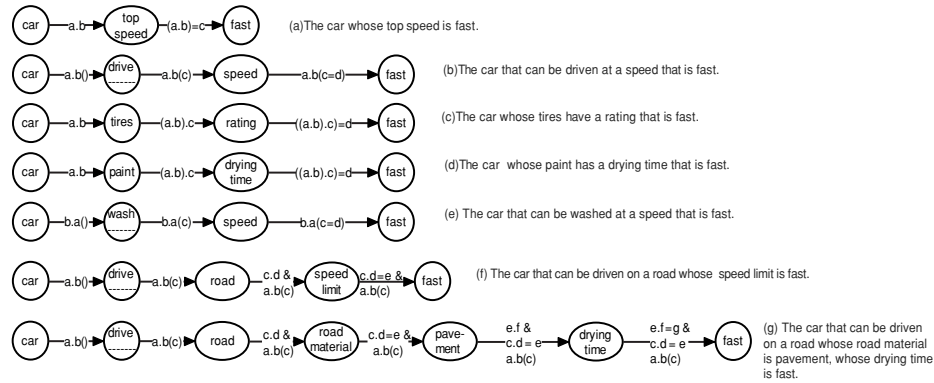 car a.b top speed (a.b)=c fast (a)The car whose top speed is fast.
car a.b() drive ------- a.b(c) speed a.b(c=d) fast (b)The car that can be driven at a speed that is fast.
car a.b tires (a.b).c rating ((a.b).c)=d fast (c)The car whose tires have a rating that is fast.
car a.b paint (a.b).c drying time ((a.b).c)=d fast (d)The car whose paint has a drying time that is fast.
car b.a() wash ------- b.a(c) speed b.a(c=d) fast (e) The car that can be washed at a speed that is fast.
car a.b() drive ------- a.b(c) road c.d & a.b(c) speed limit c.d=e & a.b(c) fast (f) The car that can be driven on a road whose speed limit is fast.
car a.b() drive ------- a.b(c) road c.d & a.b(c) road material c.d=e & a.b(c) pave-ment e.f & c.d = e a.b(c) drying time e.f=g & c.d = e a.b(c) fast (g) The car that can be driven
on a road whose road material
is pavement, whose drying time
is fast.